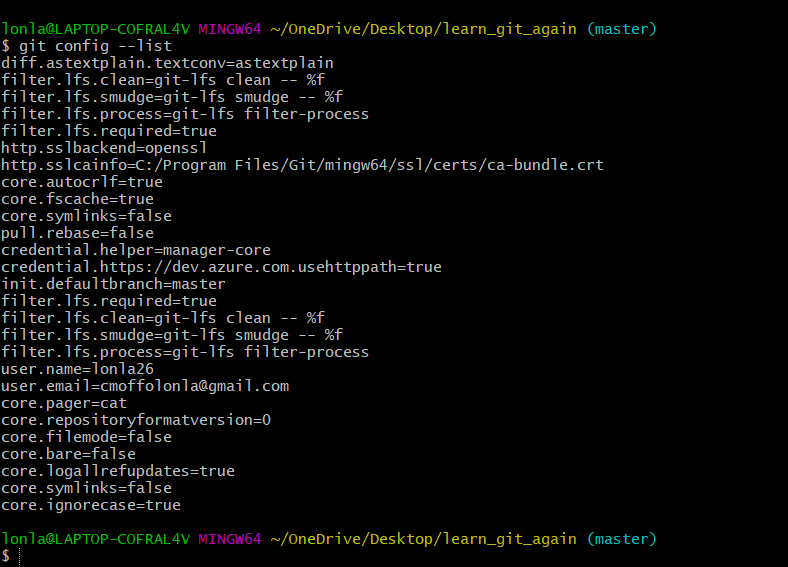 lonla@LAPTOP-COFRAL4V MINGW64 ~/OneDrive/Desktop/learn_git_again (master)
$ git config --list
diff.astextplain.textconv=astextplain
filter.lfs.clean=git-lfs clean -- %f
filter.lfs.smudge=git-lfs smudge -- %f
filter.lfs.process=git-lfs filter-process
filter.lfs.required=true
http.sslbackend=openssl
http.sslcainfo=C:/Program Files/Git/mingw64/ssl/certs/ca-bundle.crt
core.autocrlf=true
core.fscache=true
core.symlinks=false
pull.rebase=false
credential.helper=manager-core
credential.https://dev.azure.com.usehttppath=true
init.defaultbranch=master
filter.lfs.required=true
filter.lfs.clean=git-lfs clean -- %f
filter.lfs.smudge=git-lfs smudge -- %f
filter.lfs.process=git-lfs filter-process
user.name=lonla26
user.email=cmoffolonla@gmail.com
core.pager=cat
core.repositoryformatversion=0
core.filemode=false
core.bare=false
core.logallrefupdates=true
core.symlinks=false
core.ignorecase=true
lonla@LAPTOP-COFRAL4V MINGW64 ~/OneDrive/Desktop/learn_git_again (master)
$